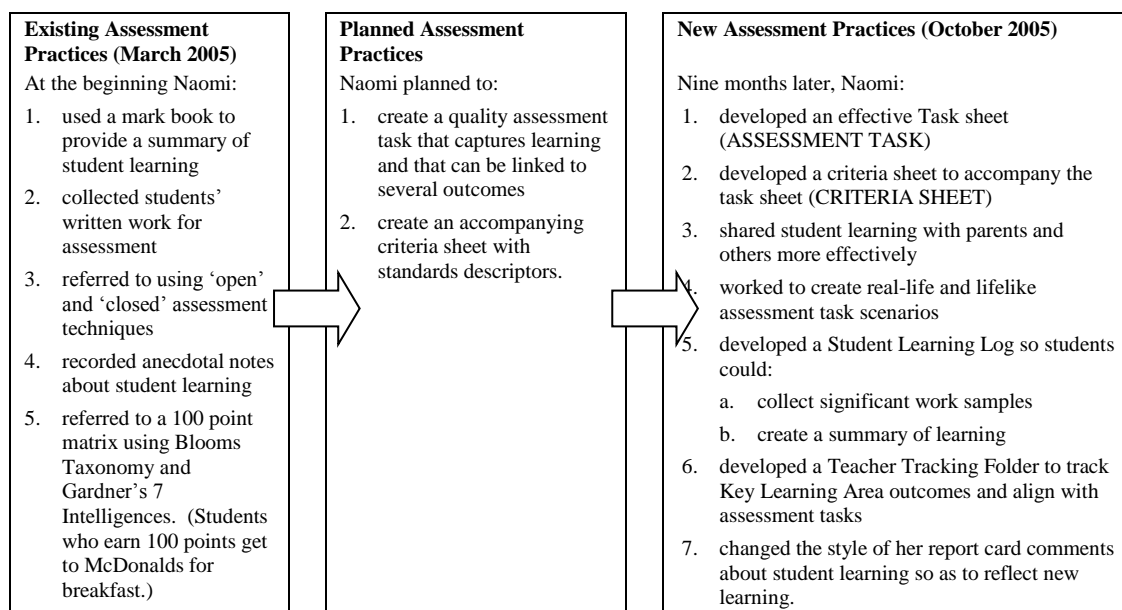 Existing Assessment
Practices (March 2005)
At the beginning Naomi:
1. used a mark book to
provide a summary of
student learning
2. collected students'
written work for
assessment
3. referred to using 'open'
and 'closed' assessment
techniques
4. recorded anecdotal notes
about student learning
5. referred to a 100 point
matrix using Blooms
Taxonomy and
Gardner's 7
Intelligences. (Students
who earn 100 points get
to McDonalds for
breakfast.)
Planned Assessment
Practices
Naomi planned to:
1. create a quality assessment
task that captures learning
and that can be linked to
several outcomes
2. create an accompanying
criteria sheet with
standards descriptors.
New Assessment Practices (October 2005)
Nine months later, Naomi:
1. developed an effective Task sheet
(ASSESSMENT TASK)
2. developed a criteria sheet to accompany the
task sheet (CRITERIA SHEET)
3. shared student learning with parents and
others more effectively
4. worked to create real-life and lifelike
assessment task scenarios
5. developed a Student Learning Log so students
could:
a. collect significant work samples
b. create a summary of learning
6. developed a Teacher Tracking Folder to track
Key Learning Area outcomes and align with
assessment tasks
7. changed the style of her report card comments
about student learning so as to reflect new
learning.